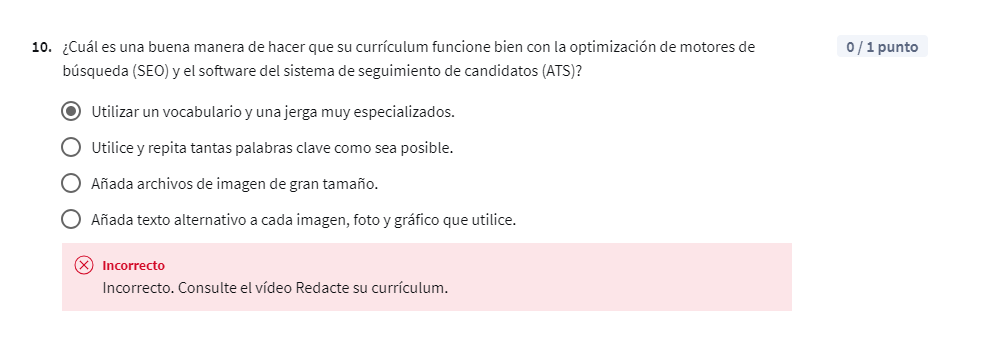 10. ¿Cuál es una buena manera de hacer que su currículum funcione bien con la optimización de motores de
búsqueda (SEO) y el software del sistema de seguimiento de candidatos (ATS)?
0 / 1 punto
Utilizar un vocabulario y una jerga muy especializados.
Utilice y repita tantas palabras clave como sea posible.
Añada archivos de imagen de gran tamaño.
Añada texto alternativo a cada imagen, foto y gráfico que utilice.
Incorrecto
Incorrecto. Consulte el vídeo Redacte su currículum.